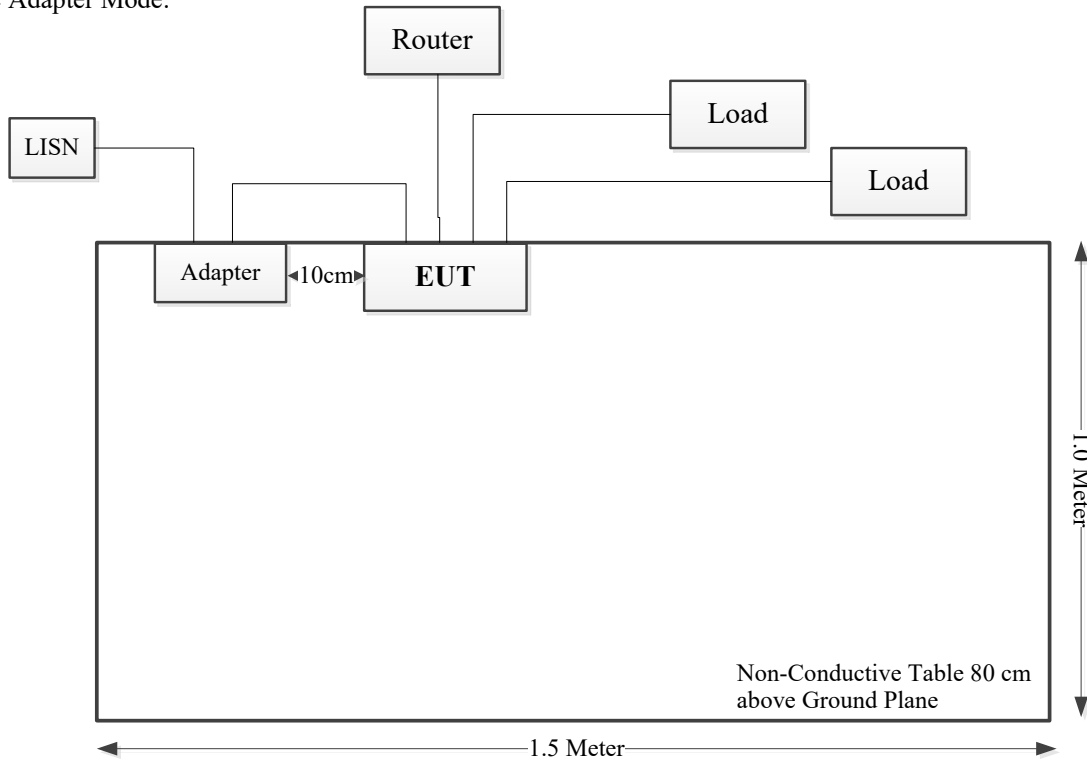 Adapter Mode:
Router
Load
LISN
Load
Adapter
10cm
EUT
1.0 Meter
Non-Conductive Table 80 cm
above Ground Plane
1.5 Meter